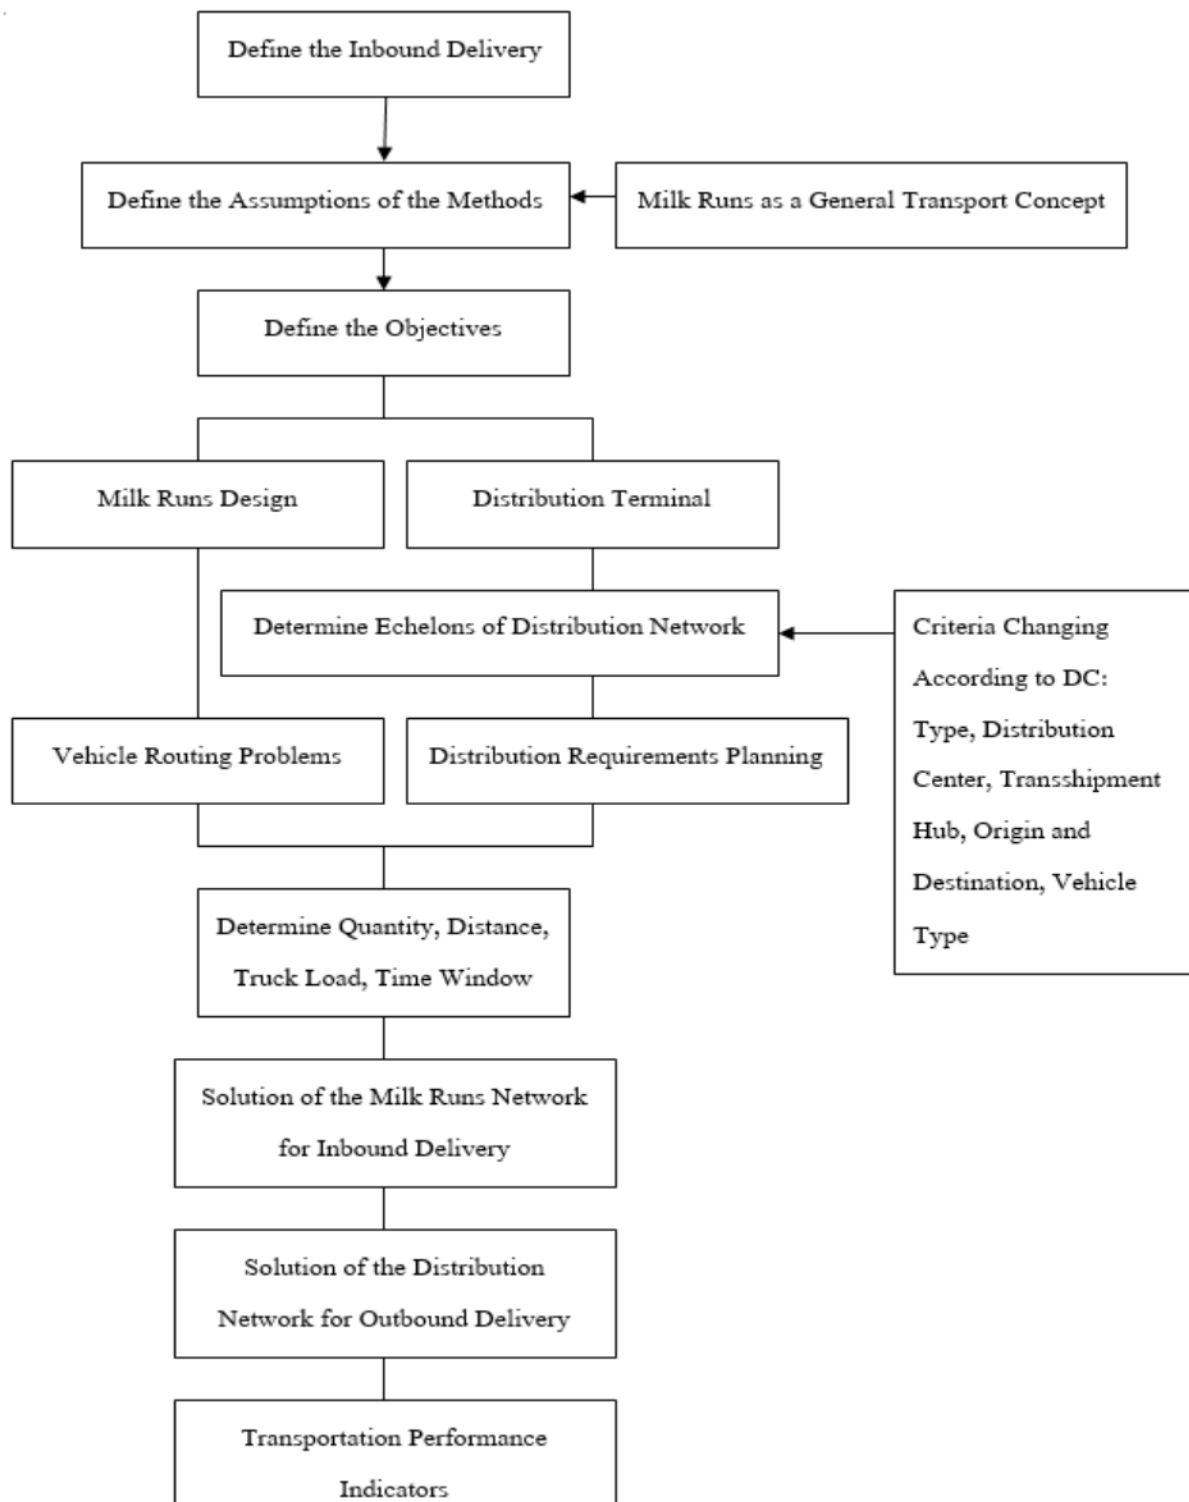 Define the Inbound Delivery
Define the Assumptions of the Methods
Milk Runs as a General Transport Concept
Define the Objectives
Milk Runs Design
Distribution Terminal
Determine Echelons of Distribution Network
Criteria Changing
According to DC:
Type, Distribution
Center, Transshipment
Hub, Origin and
Destination, Vehicle
Type
Vehicle Routing Problems
Distribution Requirements Planning
Determine Quantity, Distance,
Truck Load, Time Window
Solution of the Milk Runs Network
for Inbound Delivery
Solution of the Distribution
Network for Outbound Delivery
Transportation Performance
Indicators